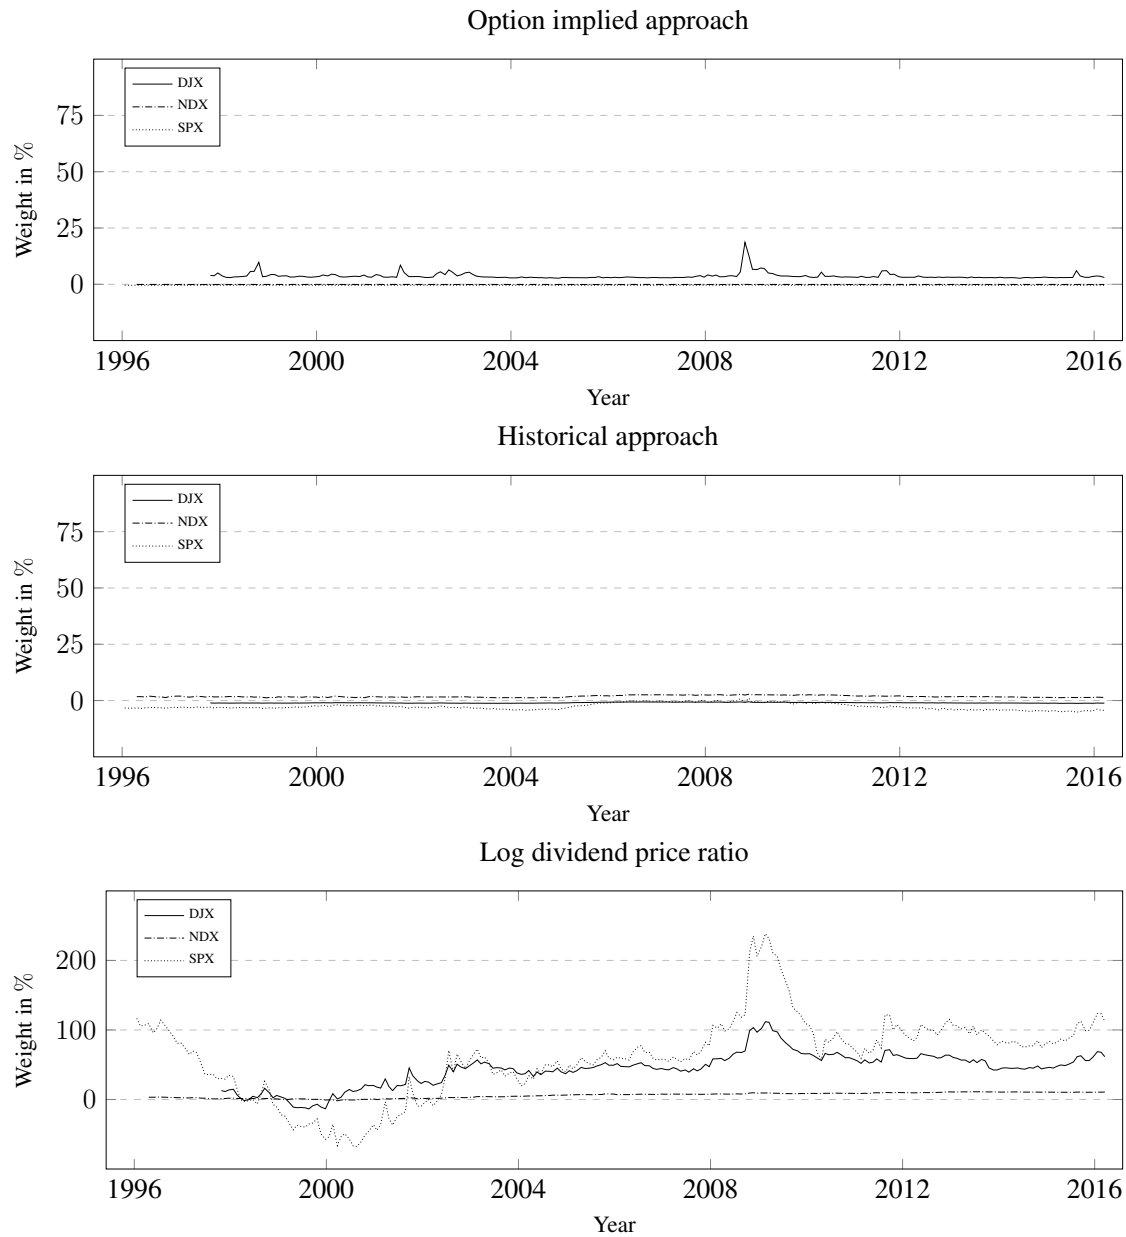 Option implied approach
DJX
NDX
SPX
75
50
25
0
Weight in %
1996 2000 2004 2008 2012 2016
Year
Historical approach
DJX
NDX
SPX
75
50
25
0
Weight in %
1996 2000 2004 2008 2012 2016
Year
Log dividend price ratio
DJX
NDX
SPX
200
100
0
Weight in %
1996 2000 2004 2008 2012 2016
Year